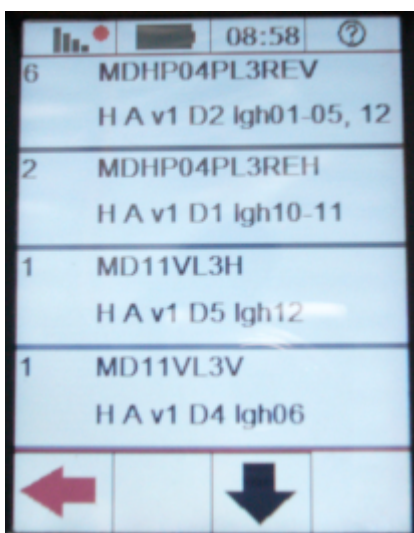 08:58 ?
6 MDHP04PL3REV
H A v1 D2 lgh01-05, 12
2 MDHP04PL3REH
H A v1 D1 lgh10-11
1 MD11VL3H
H A v1 D5 lgh12
1 MD11VL3V
H A v1 D4 lgh06